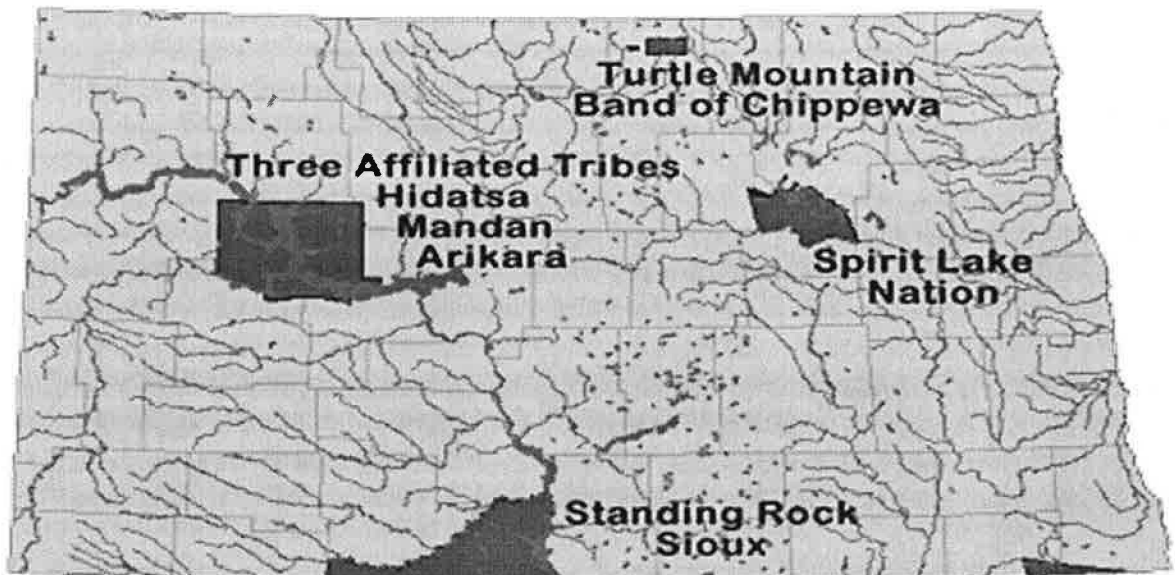 Turtle Mountain
Band of Chippewa
Three Affiliated Tribes
Hidatsa
Mandan
Arikara
Spirit Lake
Nation
Standing Rock
Sioux